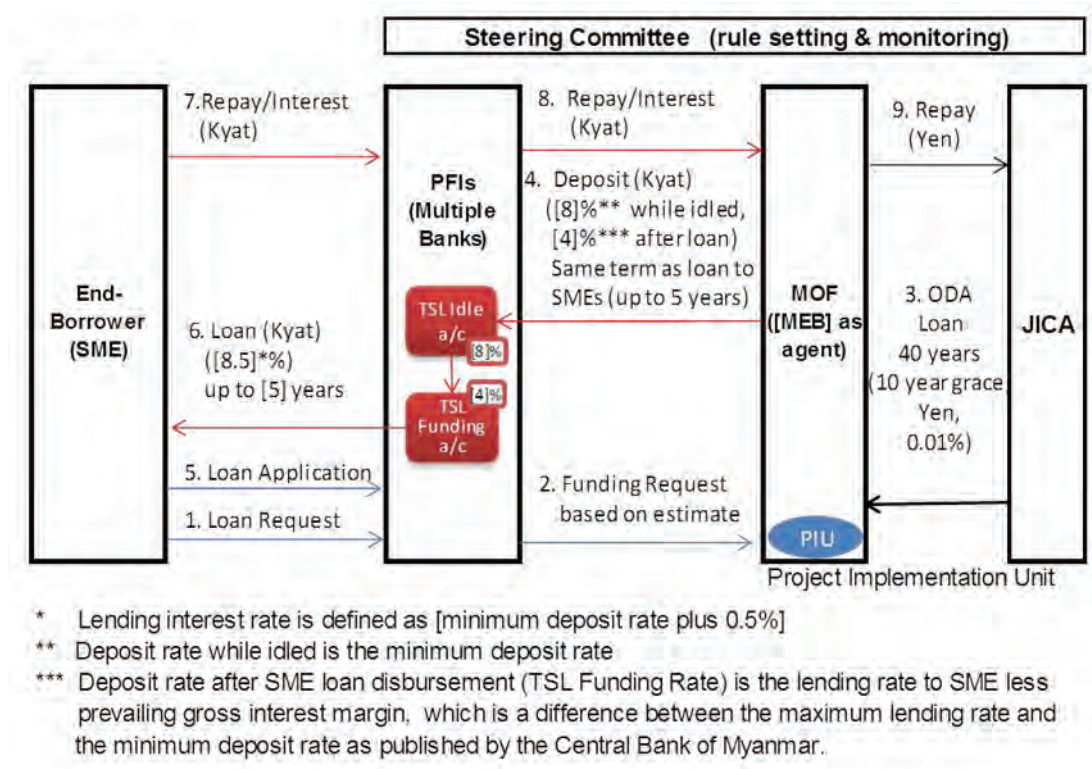 Steering Committee (rule setting & monitoring)
7.Repay/Interest
(Kyat)
8. Repay/Interest
(Kyat)
9. Repay
(Yen)
PFIs
(Multiple
Banks)
4. Deposit (Kyat)
([8]%** while idled,
[4]%*** after loan)
Same term as loan to
SMEs (up to 5 years)
End-
Borrower
(SME)
6. Loan (Kyat)
([8.5]*%)
up to [5] years
TSL Idle
a/c
[8]%
[4]%
TSL
Funding
a/c
MOF
([MEB] as
agent)
3. ODA
Loan
40 years
(10 year grace
Yen,
0.01%)
JICA
5. Loan Application
1. Loan Request
2. Funding Request
based on estimate
PIU
Project Implementation Unit
* Lending interest rate is defined as [minimum deposit rate plus 0.5%]
** Deposit rate while idled is the minimum deposit rate
*** Deposit rate after SME loan disbursement (TSL Funding Rate) is the lending rate to SME less
prevailing gross interest margin, which is a difference between the maximum lending rate and
the minimum deposit rate as published by the Central Bank of Myanmar.